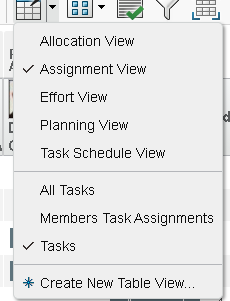 Allocation View
Assignment View
Effort View
Planning View
Task Schedule View
All Tasks
Members Task Assignments
Tasks
Create New Table View...